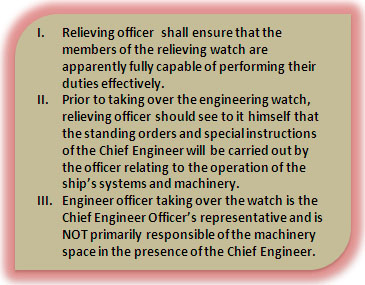 I. Relieving officer shall ensure that the
members of the relieving watch are
apparently fully capable of performing their
duties effectively.
II. Prior to taking over the engineering watch,
relieving officer should see to it himself that
the standing orders and special instructions
of the Chief Engineer will be carried out by
the officer relating to the operation of the
ship's systems and machinery.
III. Engineer officer taking over the watch is the
Chief Engineer Officer's representative and is
NOT primarily responsible of the machinery
space in the presence of the Chief Engineer.